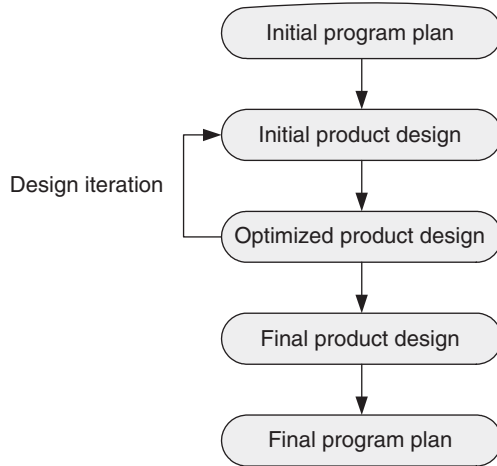 Initial program plan
Initial product design
Design iteration
Optimized product design
Final product design
Final program plan